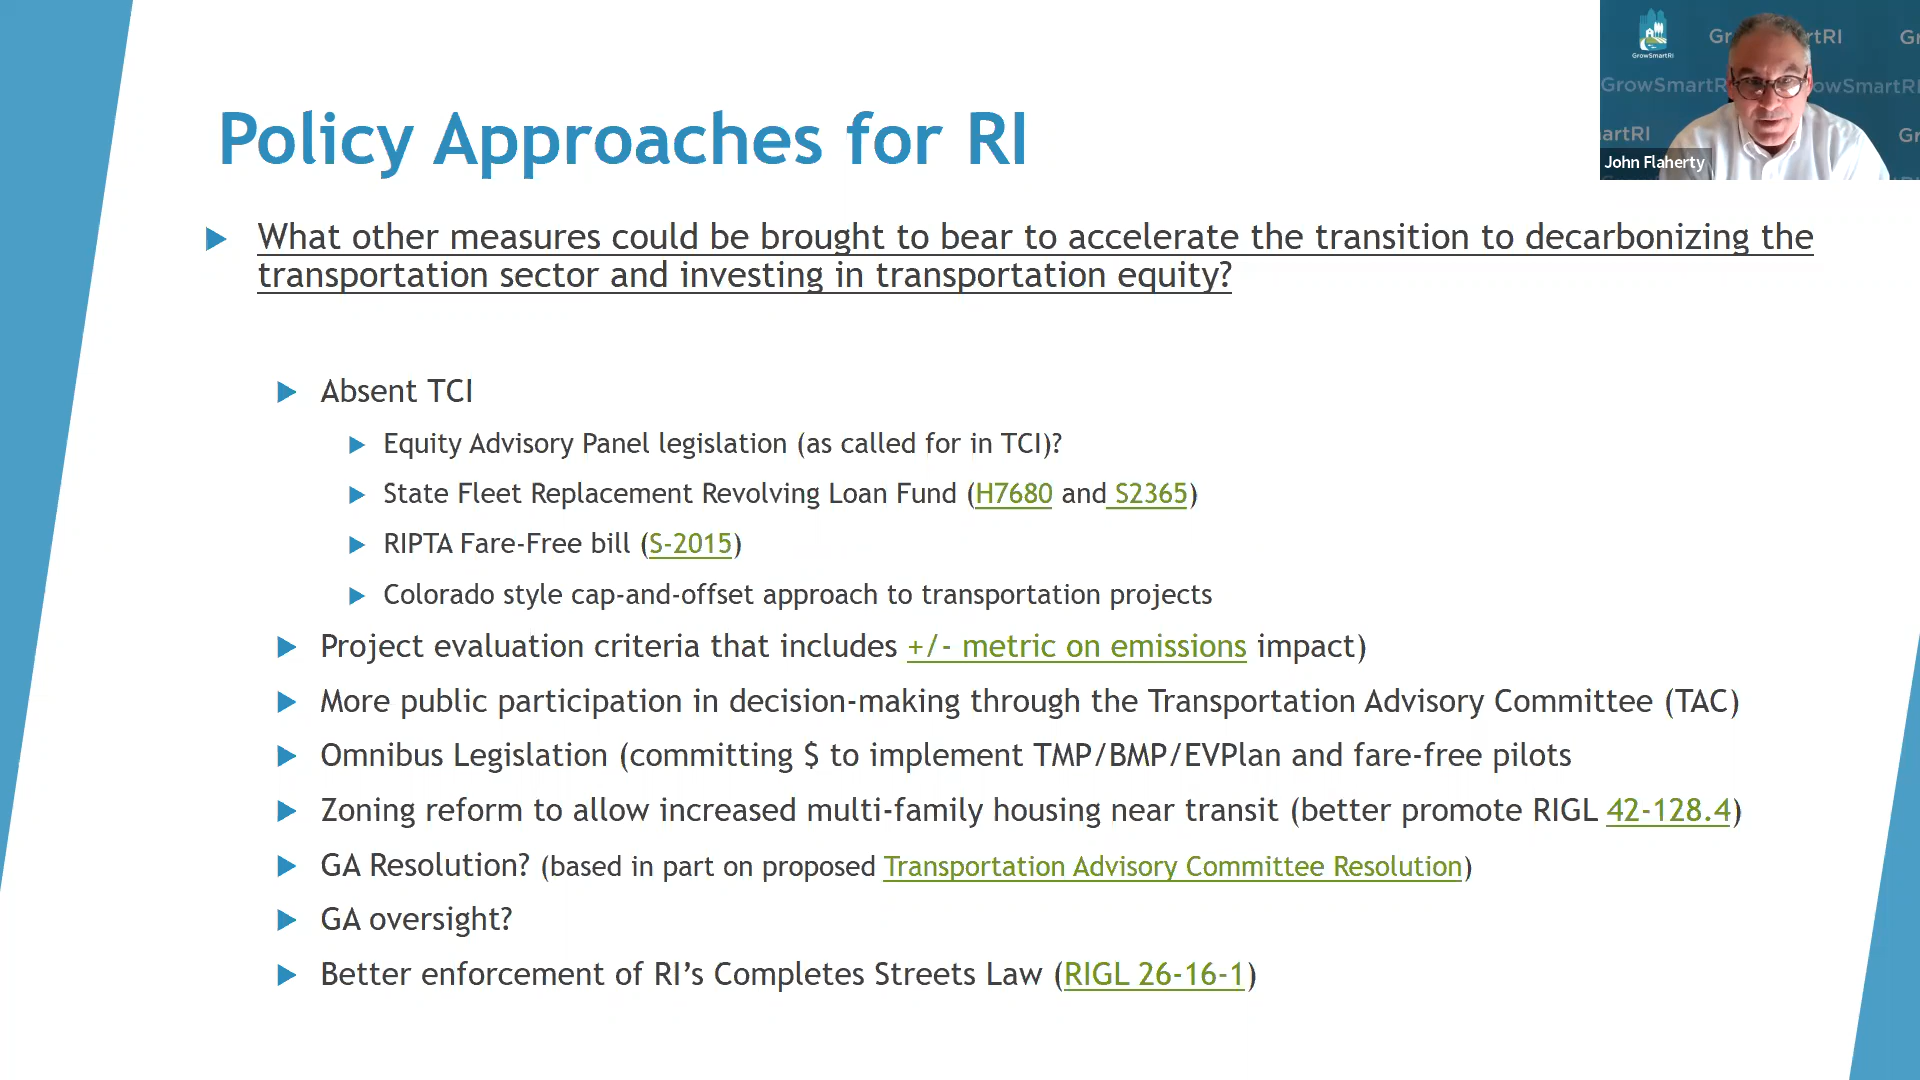 Policy Approaches for RI
What other measures could be brought to bear to accelerate the transition to decarbonizing the
transportation sector and investing in transportation equity?
Absent TCI
Equity Advisory Panel legislation (as called for in TCI)?
State Fleet Replacement Revolving Loan Fund (H7680 and S2365)
RIPTA Fare-Free bill (S-2015)
Colorado style cap-and-offset approach to transportation projects
Project evaluation criteria that includes +/- metric on emissions impact)
More public participation in decision-making through the Transportation Advisory Committee (TAC)
Omnibus Legislation (committing $ to implement TMP/BMP/EVPlan and fare-free pilots
Zoning reform to allow increased multi-family housing near transit (better promote RIGL 42-128.4)
GA Resolution? (based in part on proposed Transportation Advisory Committee Resolution)
GA oversight?
Better enforcement of RI’s Completes Streets Law (RIGL 26-16-1)
GrowSmartRI
John Flaherty